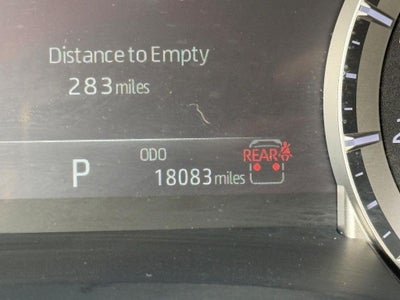 Distance to Empty
283 miles
P
ODO
18083 miles
REAR